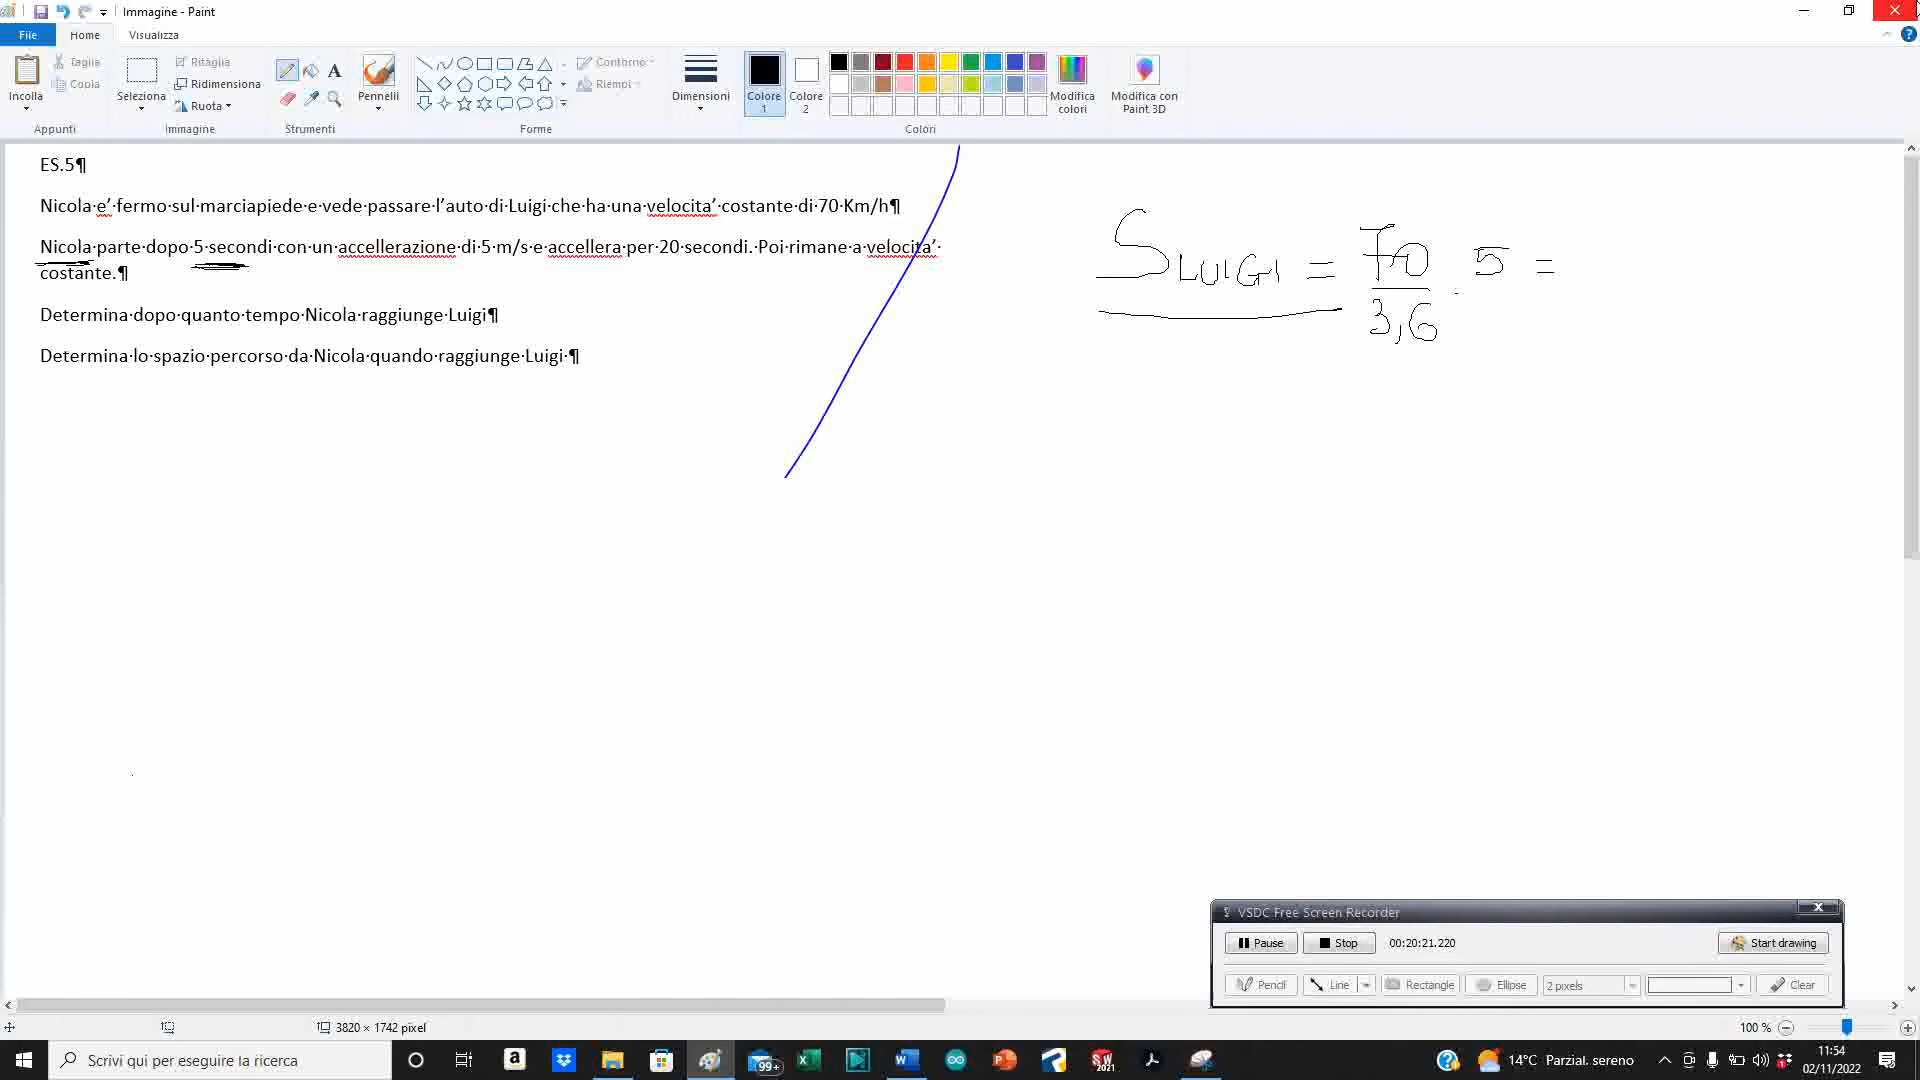 Immagine - Paint
File Home Visualizza
Incolla Taglia Copia Seleziona Ritaglia Ridimensiona Ruota A Pennelli Contorno Riempi Dimensioni Colore 1 Colore 2 Modifica colori Modifica con Paint 3D
Appunti Immagine Strumenti Forme Colori
ES.5¶
Nicola·e’·fermo·sul·marciapiede·e·vede·passare·l’auto·di·Luigi·che·ha·una·velocita’·costante·di·70·Km/h¶
Nicola·parte·dopo·5·secondi·con·un·accellerazione·di·5·m/s·e·accellera·per·20·secondi.·Poi·rimane·a·velocita’·
costante.¶
Determina·dopo·quanto·tempo·Nicola·raggiunge·Luigi¶
Determina·lo·spazio·percorso·da·Nicola·quando·raggiunge·Luigi·¶
S LUIGI = 70 . 5 =
3,6
VSDC Free Screen Recorder
Pause Stop 00:20:21.220 Start drawing
Pencil Line Rectangle Ellipse 2 pixels Clear
3820 × 1742 pixel 100 %
Scrivi qui per eseguire la ricerca 99+ 2021 14°C Parzial. sereno 11:54
02/11/2022